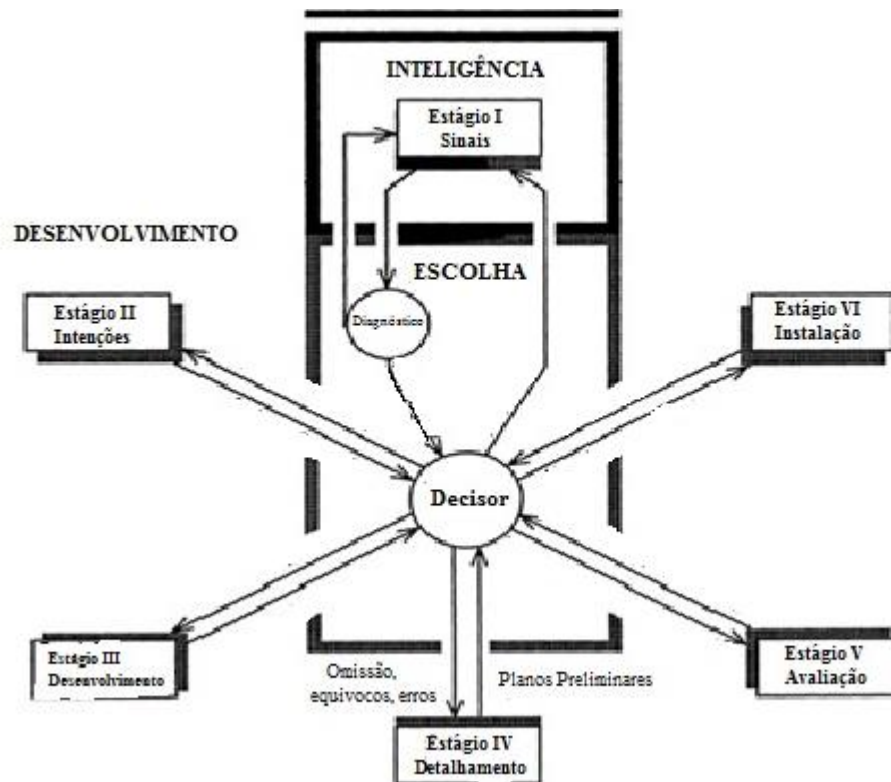 INTELIGÊNCIA
Estágio I
Sinais
DESENVOLVIMENTO
ESCOLHA
Estágio II
Intenções
Diagnóstico
Estágio VI
Instalação
Decisor
Estágio III
Desenvolvimento
Omissão,
equivocos, erros
Planos Preliminares
Estágio V
Avaliação
Estágio IV
Detalhamento